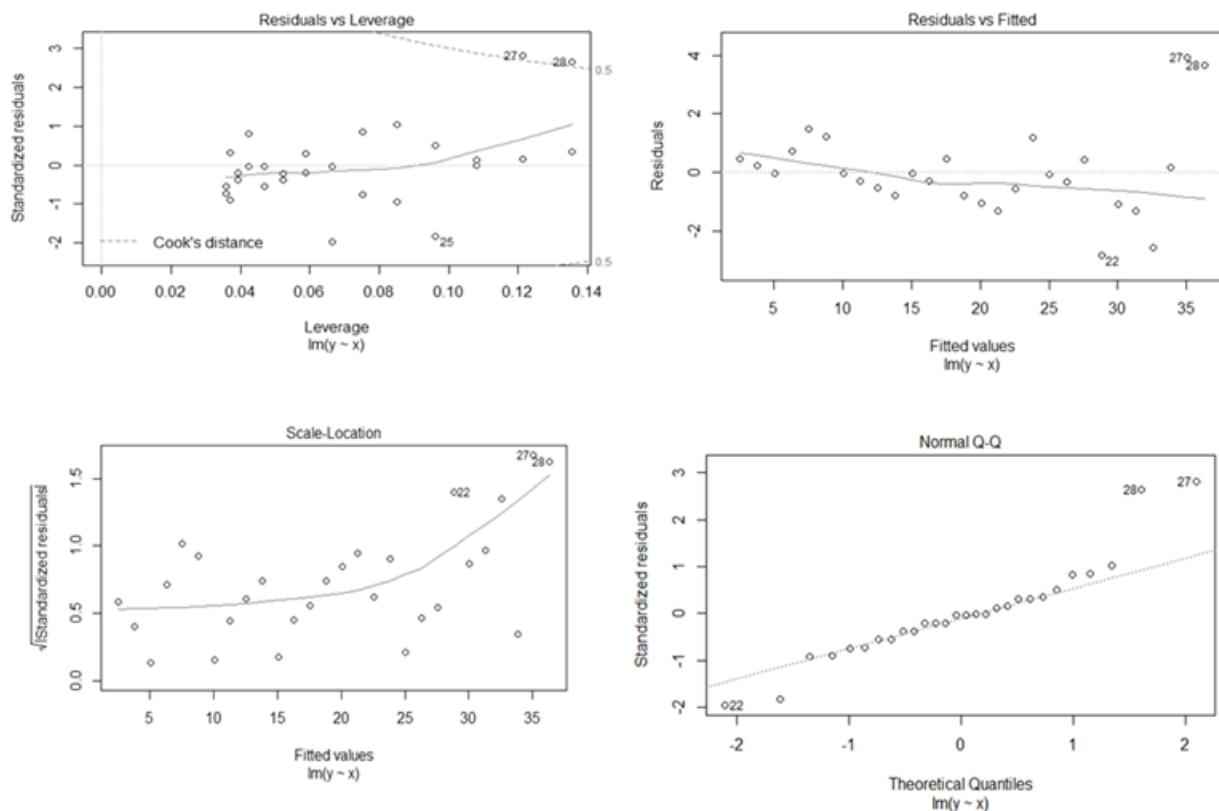 Residuals vs Leverage
Standardized residuals
3
2
1
0
-1
-2
27
28
0.5
25
Cook's distance
0.5
0.00 0.02 0.04 0.06 0.08 0.10 0.12 0.14
Leverage
lm(y ~ x)
Residuals vs Fitted
Residuals
4
2
0
-2
27
28
22
5 10 15 20 25 30 35
Fitted values
lm(y ~ x)
Scale-Location
√|Standardized residuals|
1.5
1.0
0.5
0.0
27
28
22
5 10 15 20 25 30 35
Fitted values
lm(y ~ x)
Normal Q-Q
Standardized residuals
3
2
1
0
-1
-2
27
28
22
-2 -1 0 1 2
Theoretical Quantiles
lm(y ~ x)